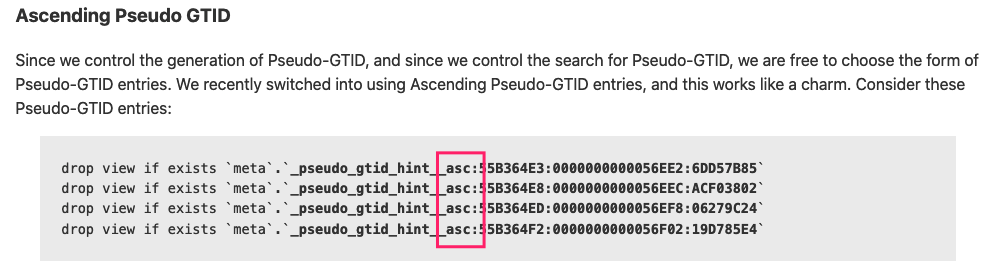 Ascending Pseudo GTID
Since we control the generation of Pseudo-GTID, and since we control the search for Pseudo-GTID, we are free to choose the form of
Pseudo-GTID entries. We recently switched into using Ascending Pseudo-GTID entries, and this works like a charm. Consider these
Pseudo-GTID entries:
drop view if exists `meta`.`_pseudo_gtid_hint__asc:55B364E3:0000000000056EE2:6DD57B85`
drop view if exists `meta`.`_pseudo_gtid_hint__asc:55B364E8:0000000000056EEC:ACF03802`
drop view if exists `meta`.`_pseudo_gtid_hint__asc:55B364ED:0000000000056EF8:06279C24`
drop view if exists `meta`.`_pseudo_gtid_hint__asc:55B364F2:0000000000056F02:19D785E4`